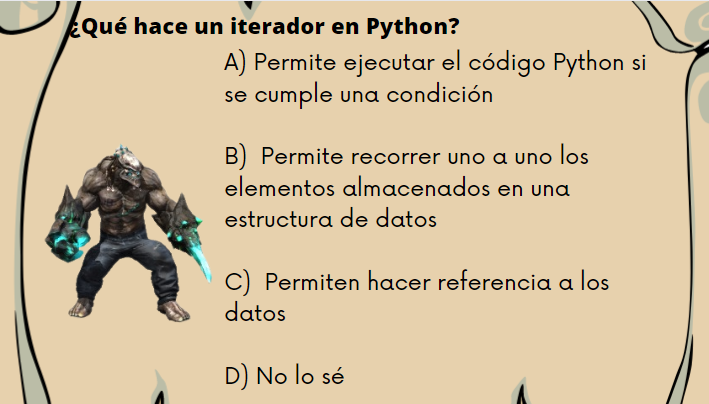 ¿Qué hace un iterador en Python?
A) Permite ejecutar el código Python si
se cumple una condición
B) Permite recorrer uno a uno los
elementos almacenados en una
estructura de datos
C) Permiten hacer referencia a los
datos
D) No lo sé